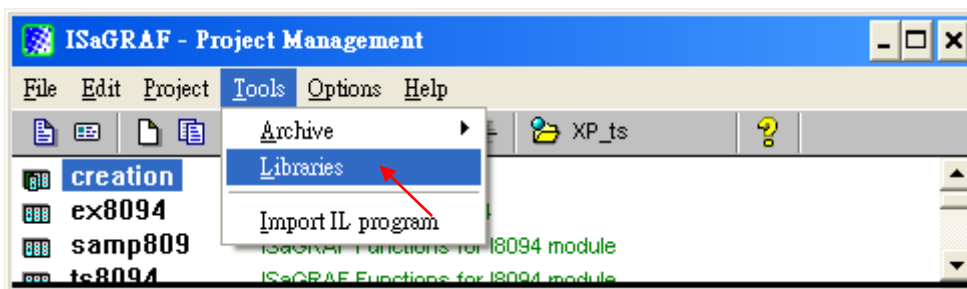 ISaGRAF - Project Management
File Edit Project Tools Options Help
XP_ts
Archive
Libraries
Import IL program
creation
ex8094
samp809
ISaGRAF Functions for I8094 module
ts8094
ISaGRAF Functions for I8094 module